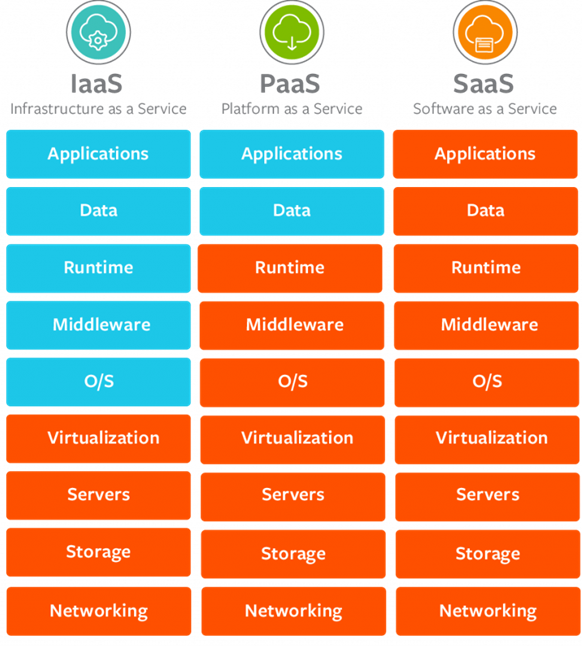 IaaS
Infrastructure as a Service
PaaS
Platform as a Service
SaaS
Software as a Service
Applications
Applications
Applications
Data
Data
Data
Runtime
Runtime
Runtime
Middleware
Middleware
Middleware
O/S
O/S
O/S
Virtualization
Virtualization
Virtualization
Servers
Servers
Servers
Storage
Storage
Storage
Networking
Networking
Networking